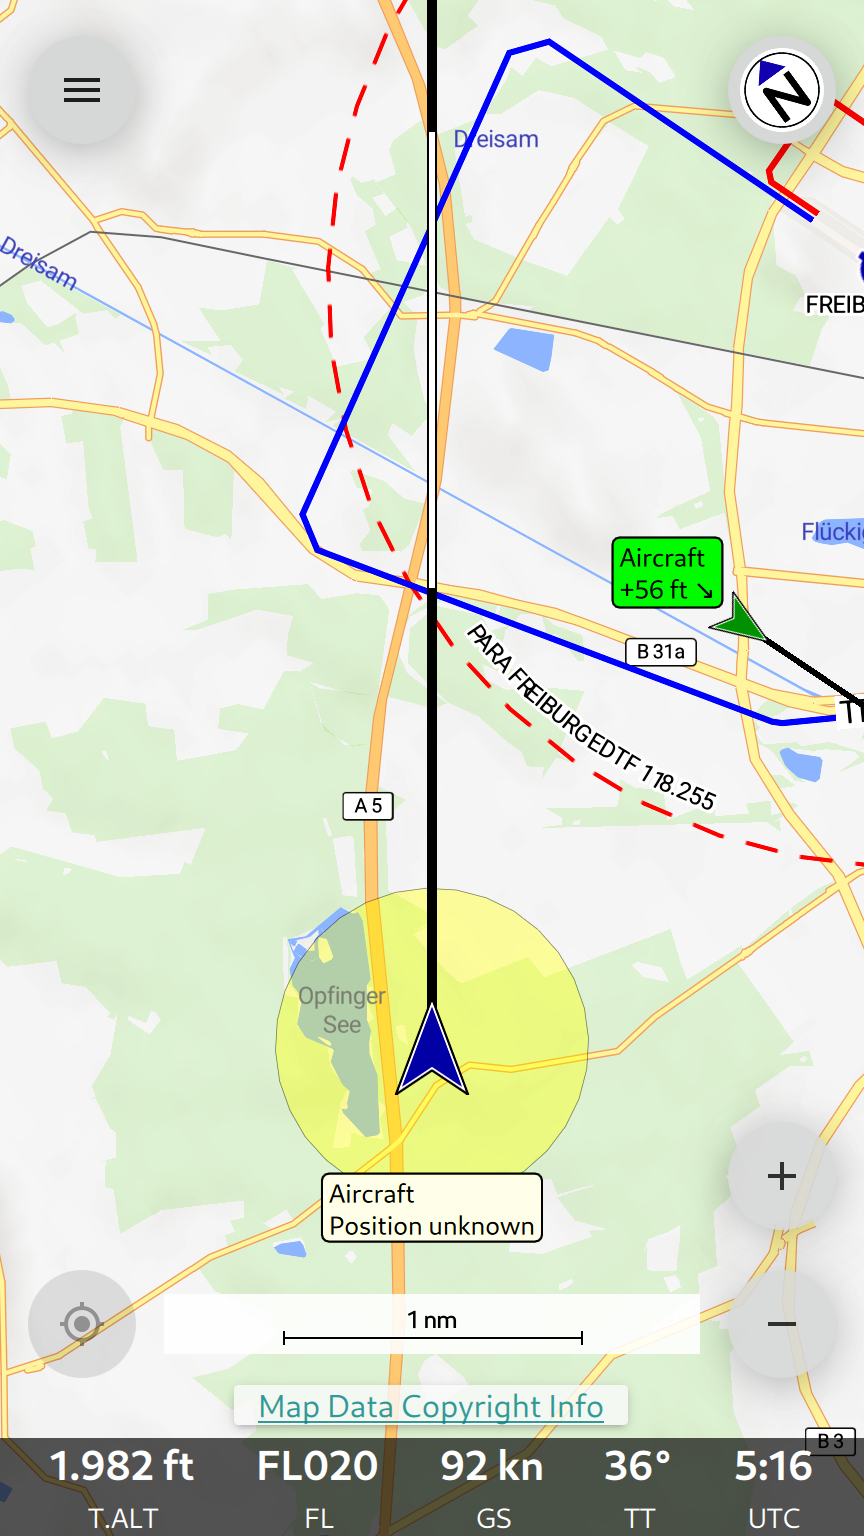 N
Dreisam
Dreisam
FREIB
Flücki
Aircraft
+56 ft ↘
B 31a
PARA FREIBURGEDTF 118.255
A 5
Opfinger
See
Aircraft
Position unknown
1 nm
Map Data Copyright Info
B 3
1.982 ft FL020 92 kn 36° 5:16
T.ALT FL GS TT UTC